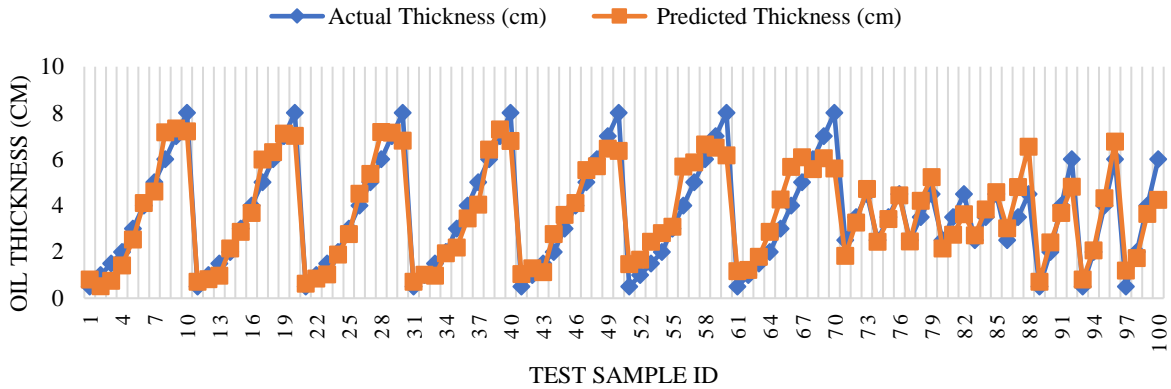 Actual Thickness (cm) Predicted Thickness (cm)
OIL THICKNESS (CM)
10
8
6
4
2
0
1 4 7 10 13 16 19 22 25 28 31 34 37 40 43 46 49 52 55 58 61 64 67 70 73 76 79 82 85 88 91 94 97 100
TEST SAMPLE ID